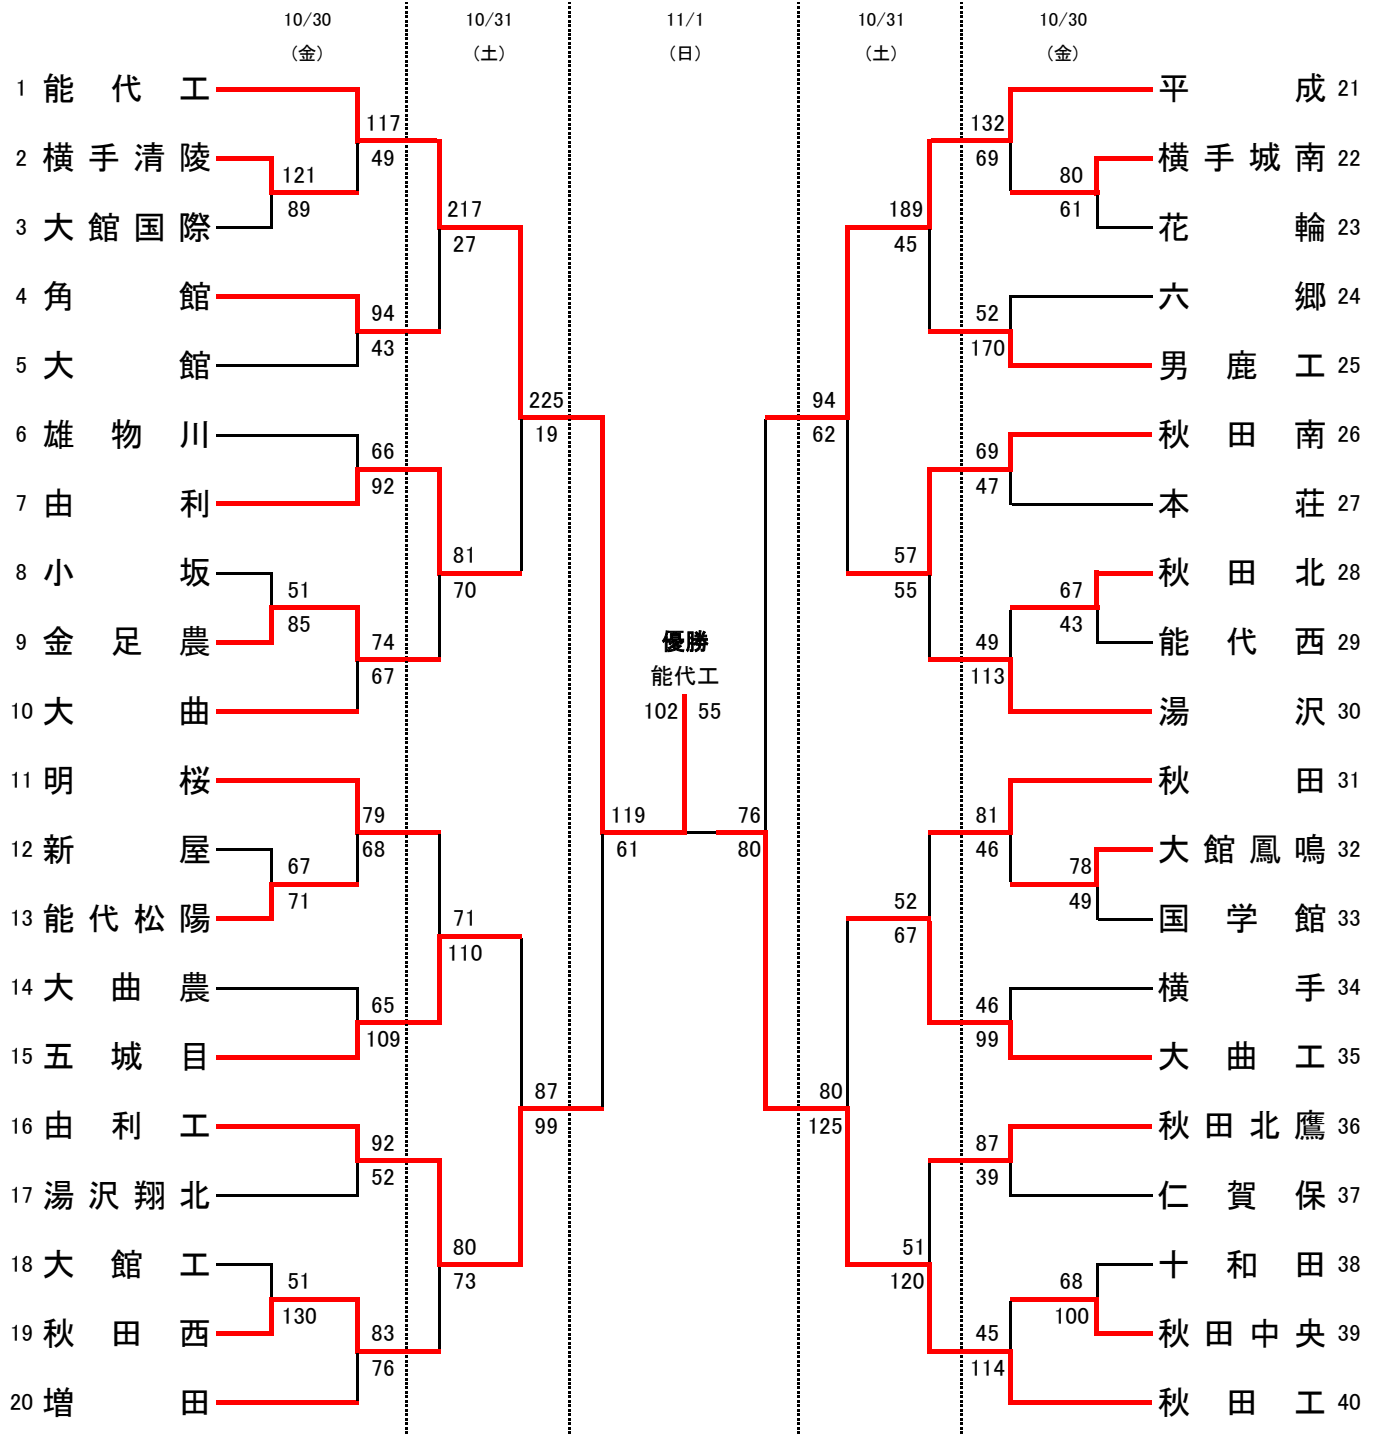 10/30 10/31 11/1 10/31 10/30
（金） （土） （日） （土） （金）
1 能代工 平成 21
117 132
2 横手清陵 49 69 横手城南 22
121 80
89 61
3 大館国際 217 189 花輪 23
27 45
4 角館 六郷 24
94 52
43 170
5 大館 男鹿工 25
225 94
6 雄物川 19 62 秋田南 26
66 69
92 47
7 由利 本荘 27
81 57
8 小坂 70 55 秋田北 28
51 67
85 43
9 金足農 74 優勝 49 能代西 29
67 能代工 113
10 大曲 102 55 湯沢 30
11 明桜 秋田 31
79 119 76 81
12 新屋 68 61 80 46 大館鳳鳴 32
67 78
71 49
13 能代松陽 71 52 国学館 33
110 67
14 大曲農 横手 34
65 46
109 99
15 五城目 大曲工 35
87 80
16 由利工 99 125 秋田北鷹 36
92 87
52 39
17 湯沢翔北 仁賀保 37
80 51
18 大館工 73 120 十和田 38
51 68
130 100
19 秋田西 83 45 秋田中央 39
76 114
20 増田 秋田工 40